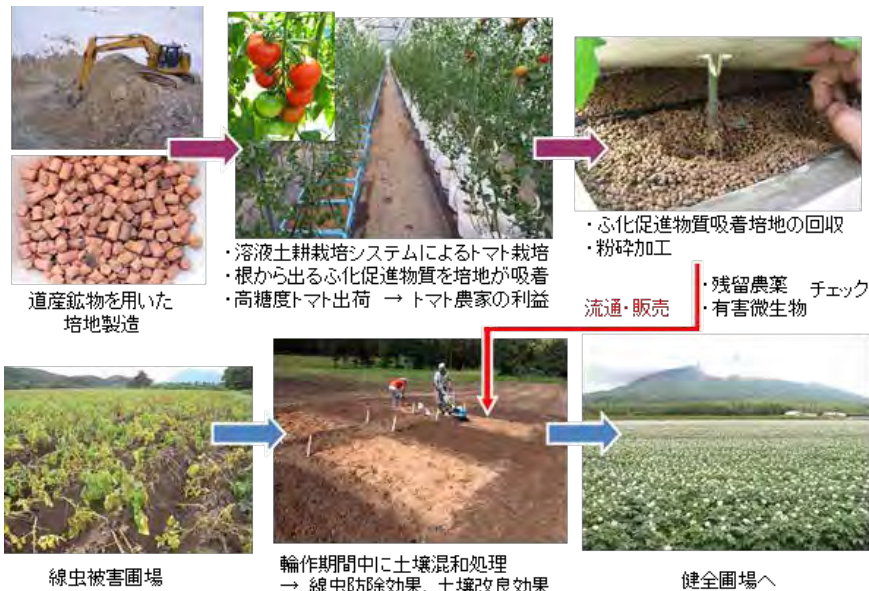 道産鉱物を用いた
培地製造
・溶液土耕栽培システムによるトマト栽培
・根から出るふ化促進物質を培地が吸着
・高糖度トマト出荷 → トマト農家の利益
・ふ化促進物質吸着培地の回収
・粉砕加工
・残留農薬
・有害微生物
チェック
流通・販売
線虫被害圃場
輪作期間中に土壌混和処理
→ 線虫防除効果、土壌改良効果
健全圃場へ